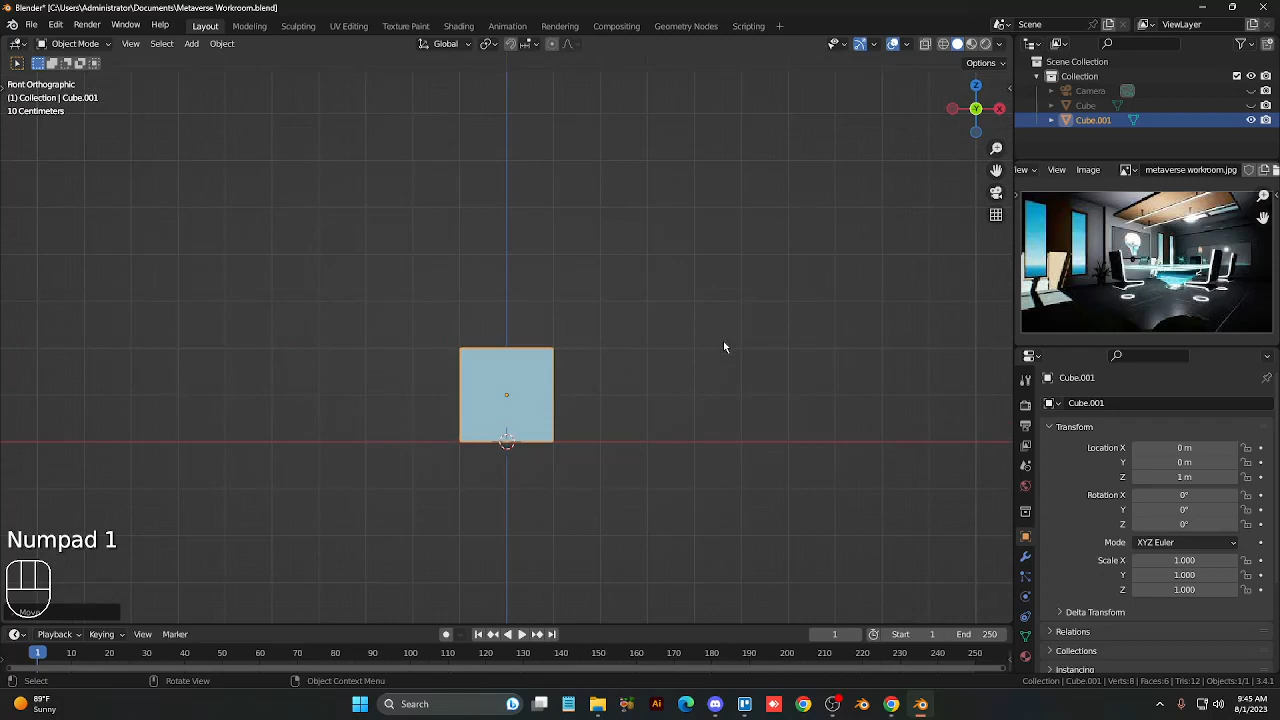 Blender* [C:\Users\Administrator\Documents\Metaverse Workroom.blend]
File Edit Render Window Help Layout Modeling Sculpting UV Editing Texture Paint Shading Animation Rendering Compositing Geometry Nodes Scripting + Scene ViewLayer
Object Mode View Select Add Object Global
Options
Front Orthographic
(1) Collection | Cube.001
10 Centimeters
Z
-Y
X
Scene Collection
Collection
Camera
Cube
Cube.001
iew View Image metaverse workroom.jpg
Cube.001
Cube.001
Transform
Location X 0 m
Y 0 m
Z 1 m
Rotation X 0°
Y 0°
Z 0°
Mode XYZ Euler
Scale X 1.000
Y 1.000
Z 1.000
Delta Transform
Relations
Collections
Instancing
Numpad 1
Move
Playback Keying View Marker 1 Start 1 End 250
1 10 20 30 40 50 60 70 80 90 100 110 120 130 140 150 160 170 180 190 200 210 220 230 240 250
Select Rotate View Object Context Menu Collection | Cube.001 | Verts:8 | Faces:6 | Tris:12 | Objects:1/1 | 3.4.1
89°F
Sunny
Search
9:45 AM
8/1/2023